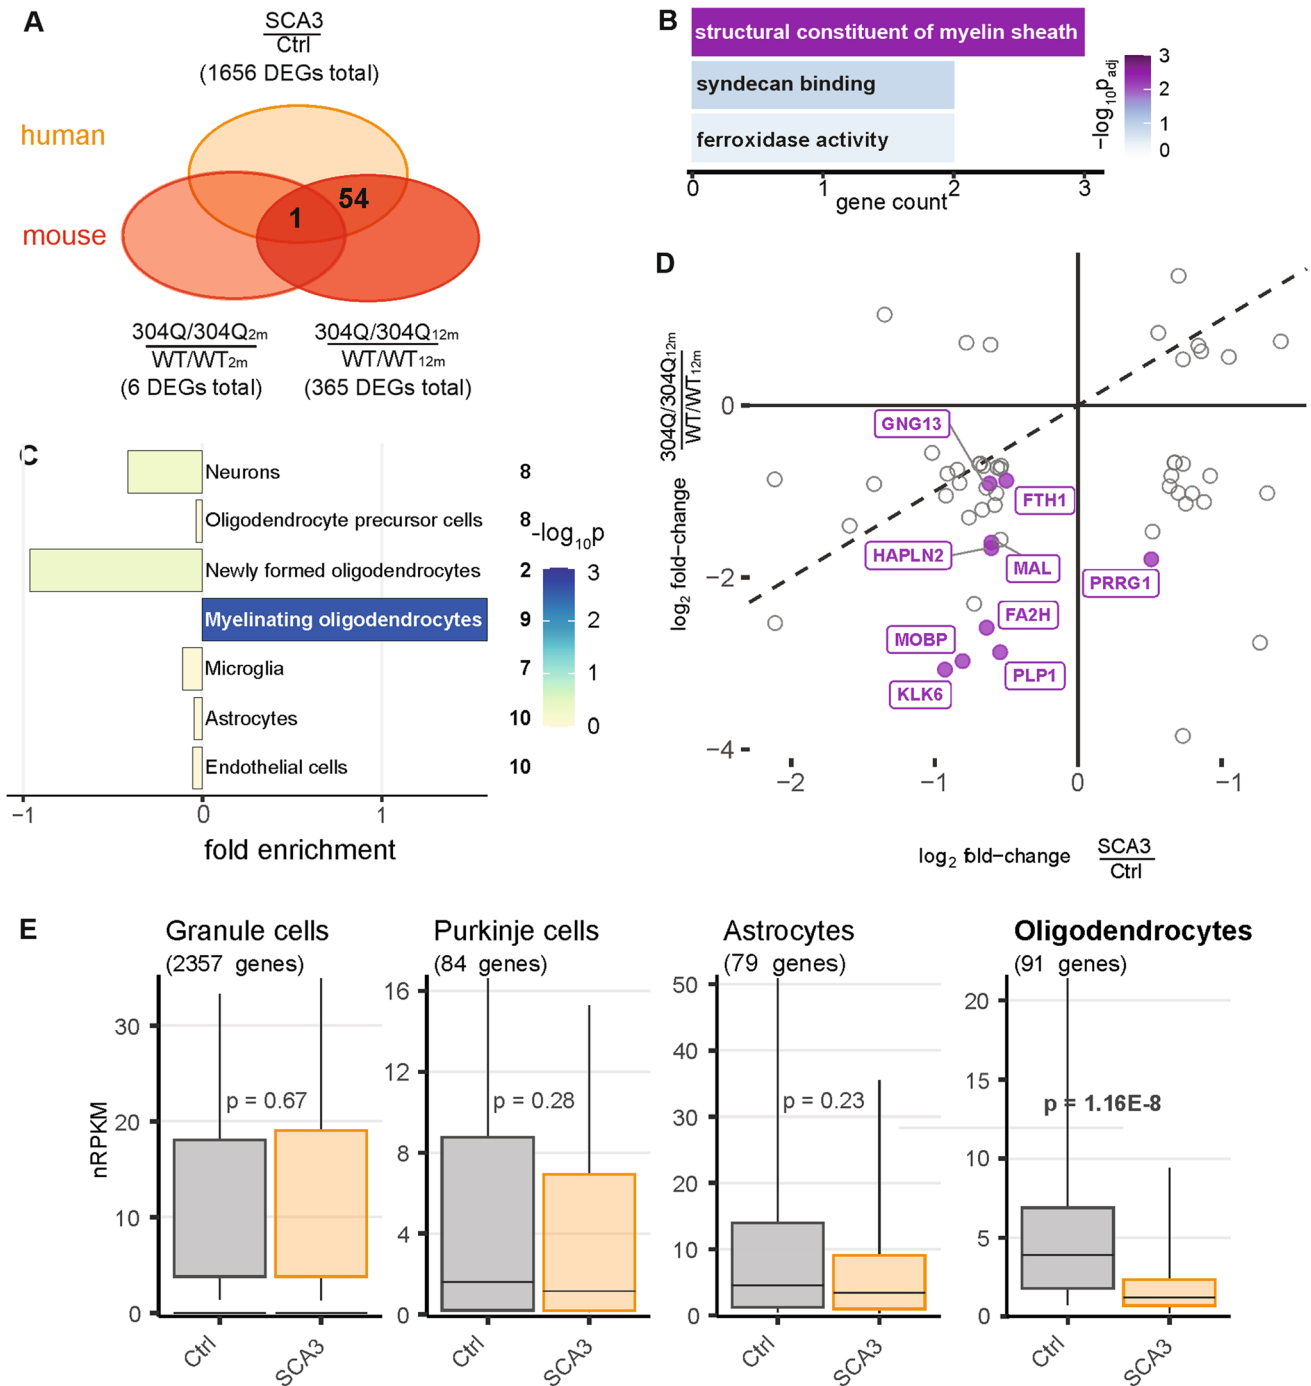 A
SCA3
Ctrl
(1656 DEGs total)
human
mouse
54
1
304Q/304Q2m
WT/WT2m
(6 DEGs total)
304Q/304Q12m
WT/WT12m
(365 DEGs total)
B
structural constituent of myelin sheath
syndecan binding
ferroxidase activity
0 1 2 3
gene count
−log10padj
3
2
1
0
C
Neurons 8
Oligodendrocyte precursor cells 8
Newly formed oligodendrocytes 2
Myelinating oligodendrocytes 9
Microglia 7
Astrocytes 10
Endothelial cells 10
−1 0 1
fold enrichment
-log10p
3
2
1
0
D
log2 fold−change 304Q/304Q12m
WT/WT12m
0
−2
−4
GNG13
FTH1
HAPLN2
MAL
PRRG1
FA2H
MOBP
PLP1
KLK6
−2 −1 0 −1
log2 fold−change SCA3
Ctrl
E
nRPKM
Granule cells
(2357 genes)
30
20
10
0
p = 0.67
Ctrl
SCA3
Purkinje cells
(84 genes)
16
12
8
4
0
p = 0.28
Ctrl
SCA3
Astrocytes
(79 genes)
50
40
30
20
10
0
p = 0.23
Ctrl
SCA3
Oligodendrocytes
(91 genes)
20
10
5
0
p = 1.16E-8
Ctrl
SCA3